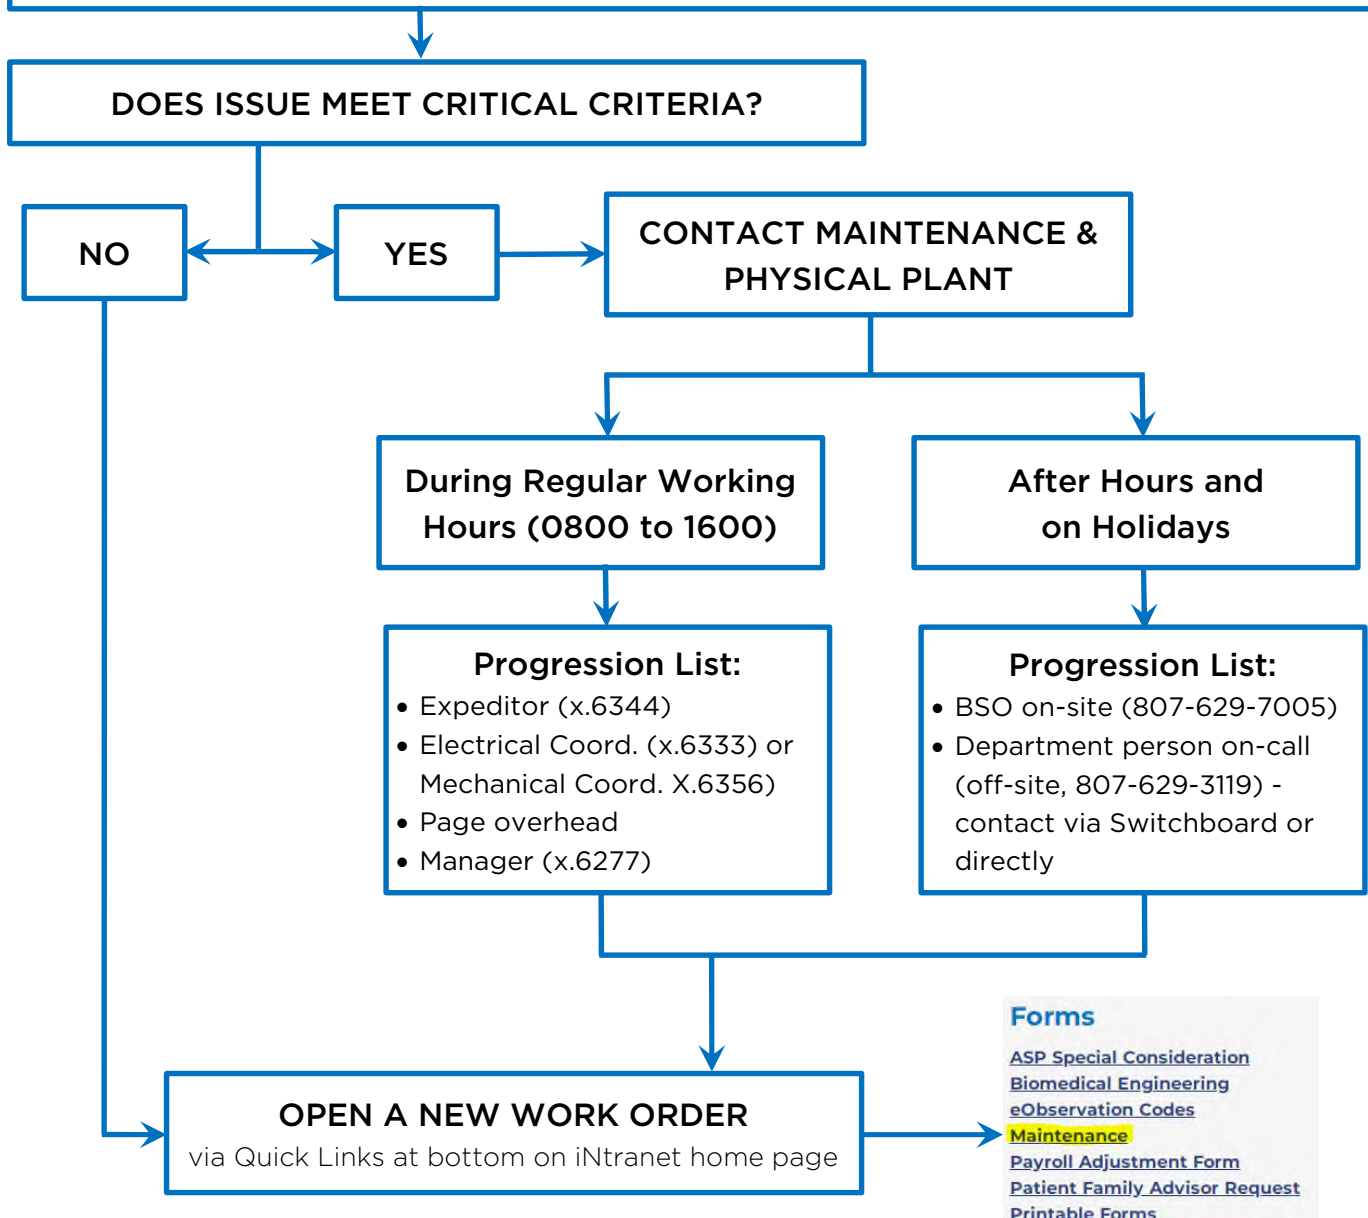 DOES ISSUE MEET CRITICAL CRITERIA?
NO
YES
CONTACT MAINTENANCE &
PHYSICAL PLANT
During Regular Working
Hours (0800 to 1600)
After Hours and
on Holidays
Progression List:
• Expeditor (x.6344)
• Electrical Coord. (x.6333) or
Mechanical Coord. X.6356)
• Page overhead
• Manager (x.6277)
Progression List:
• BSO on-site (807-629-7005)
• Department person on-call
(off-site, 807-629-3119) -
contact via Switchboard or
directly
OPEN A NEW WORK ORDER
via Quick Links at bottom on iNtranet home page
Forms
ASP Special Consideration
Biomedical Engineering
eObservation Codes
Maintenance
Payroll Adjustment Form
Patient Family Advisor Request
Printable Forms